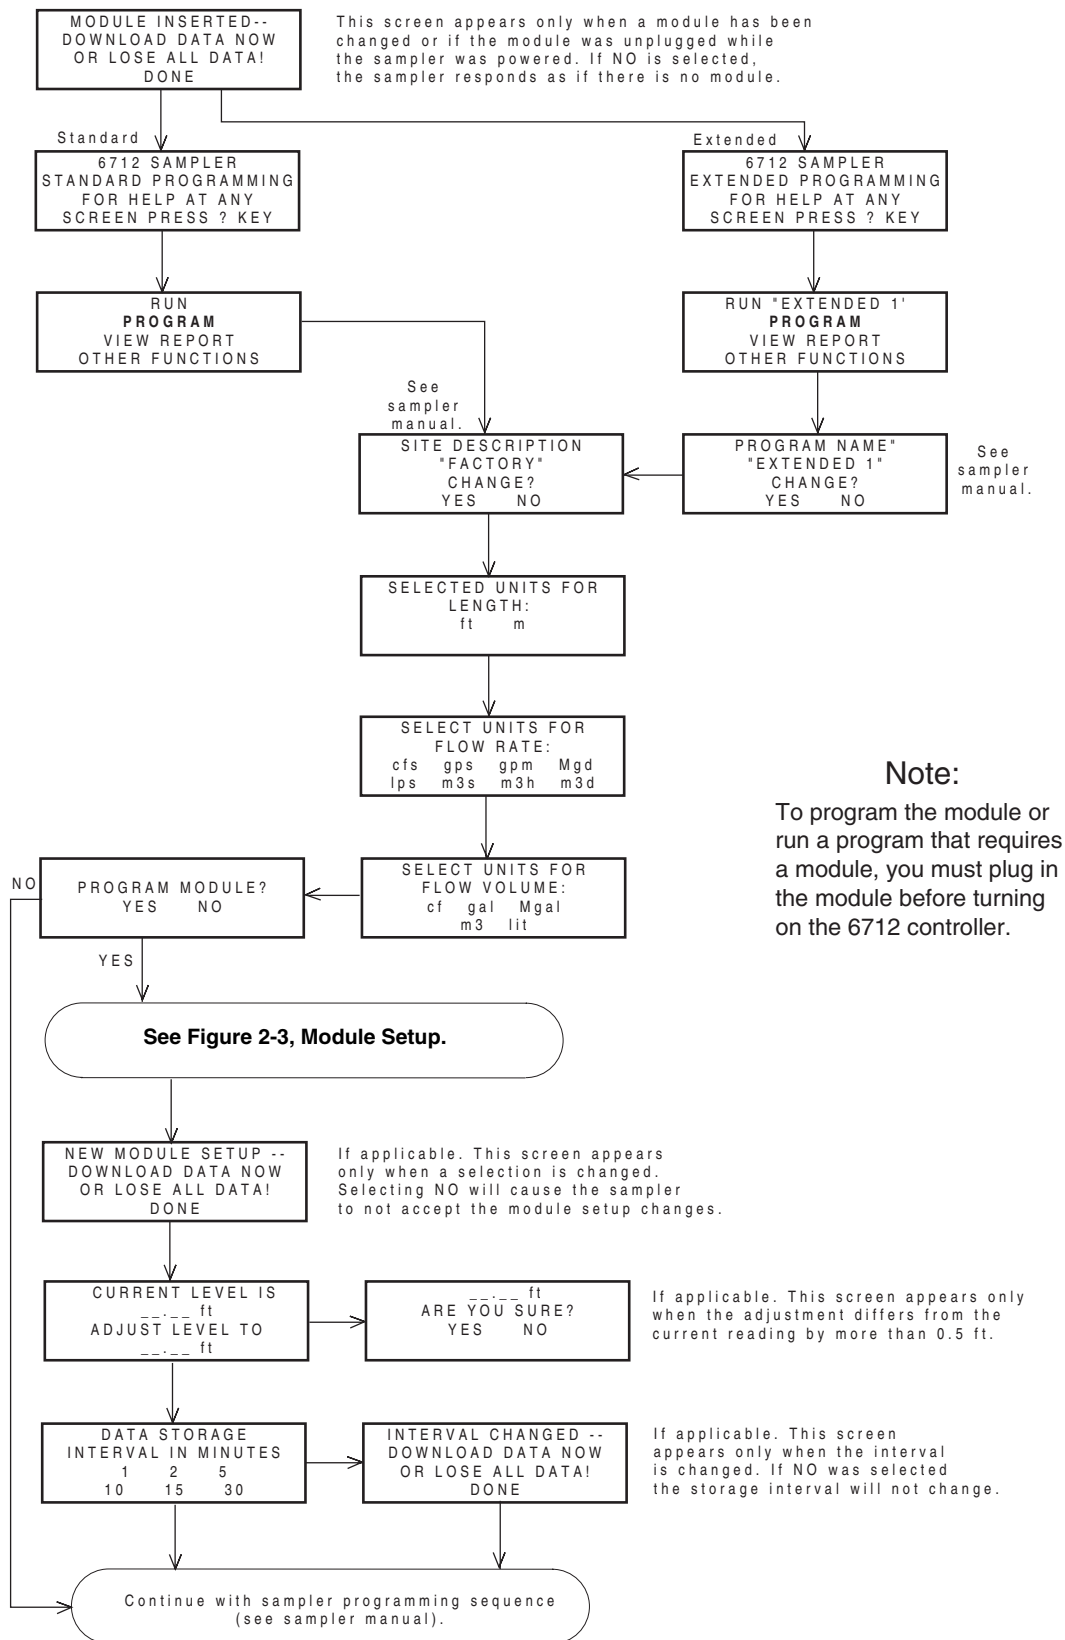 MODULE INSERTED--
DOWNLOAD DATA NOW
OR LOSE ALL DATA!
DONE
This screen appears only when a module has been
changed or if the module was unplugged while
the sampler was powered. If NO is selected,
the sampler responds as if there is no module.
Standard
6712 SAMPLER
STANDARD PROGRAMMING
FOR HELP AT ANY
SCREEN PRESS ? KEY
Extended
6712 SAMPLER
EXTENDED PROGRAMMING
FOR HELP AT ANY
SCREEN PRESS ? KEY
RUN
PROGRAM
VIEW REPORT
OTHER FUNCTIONS
RUN "EXTENDED 1'
PROGRAM
VIEW REPORT
OTHER FUNCTIONS
See
sampler
manual.
SITE DESCRIPTION
"FACTORY"
CHANGE?
YES NO
PROGRAM NAME"
"EXTENDED 1"
CHANGE?
YES NO
See
sampler
manual.
SELECTED UNITS FOR
LENGTH:
ft m
SELECT UNITS FOR
FLOW RATE:
cfs gps gpm Mgd
lps m3s m3h m3d
Note:
To program the module or
run a program that requires
a module, you must plug in
the module before turning
on the 6712 controller.
SELECT UNITS FOR
FLOW VOLUME:
cf gal Mgal
m3 lit
NO
PROGRAM MODULE?
YES NO
YES
See Figure 2-3, Module Setup.
NEW MODULE SETUP --
DOWNLOAD DATA NOW
OR LOSE ALL DATA!
DONE
If applicable. This screen appears
only when a selection is changed.
Selecting NO will cause the sampler
to not accept the module setup changes.
CURRENT LEVEL IS
__.__ ft
ADJUST LEVEL TO
__.__ ft
__.__ ft
ARE YOU SURE?
YES NO
If applicable. This screen appears only
when the adjustment differs from the
current reading by more than 0.5 ft.
DATA STORAGE
INTERVAL IN MINUTES
1 2 5
10 15 30
INTERVAL CHANGED --
DOWNLOAD DATA NOW
OR LOSE ALL DATA!
DONE
If applicable. This screen
appears only when the interval
is changed. If NO was selected
the storage interval will not change.
Continue with sampler programming sequence
(see sampler manual).